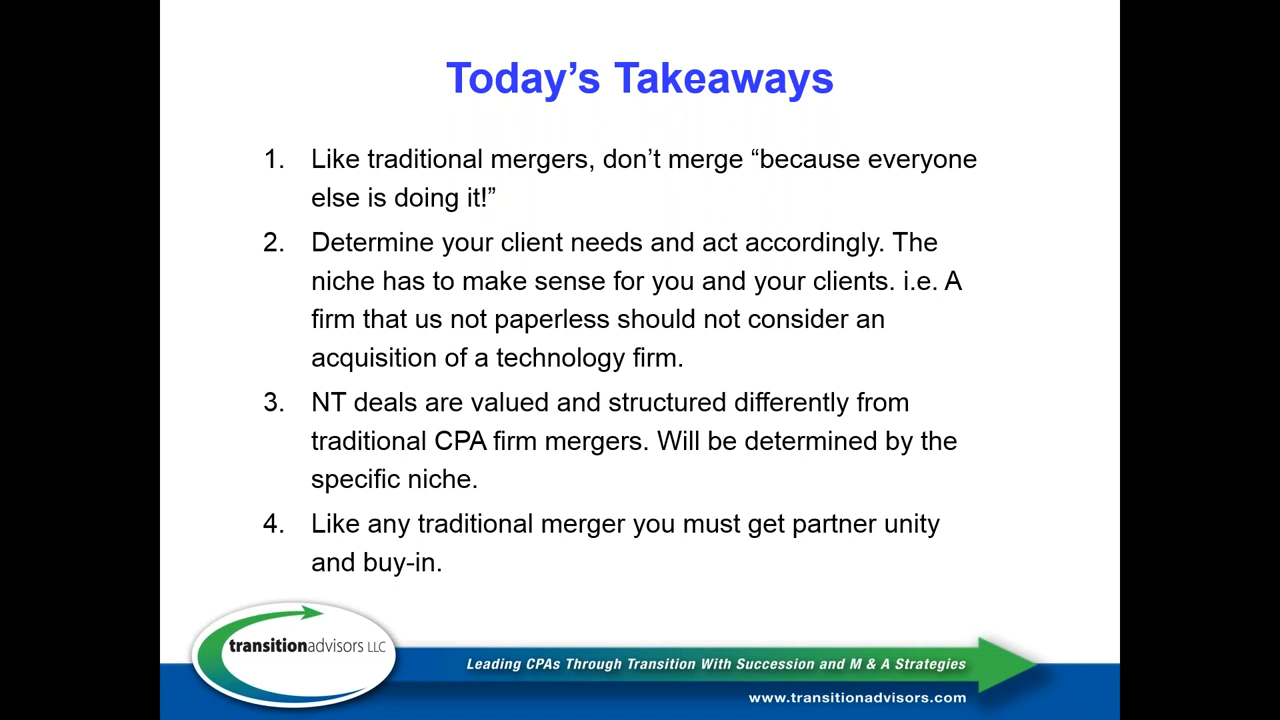 Today’s Takeaways
1. Like traditional mergers, don’t merge “because everyone
else is doing it!”
2. Determine your client needs and act accordingly. The
niche has to make sense for you and your clients. i.e. A
firm that us not paperless should not consider an
acquisition of a technology firm.
3. NT deals are valued and structured differently from
traditional CPA firm mergers. Will be determined by the
specific niche.
4. Like any traditional merger you must get partner unity
and buy-in.
transitionadvisors LLC
Leading CPAs Through Transition With Succession and M & A Strategies
www.transitionadvisors.com